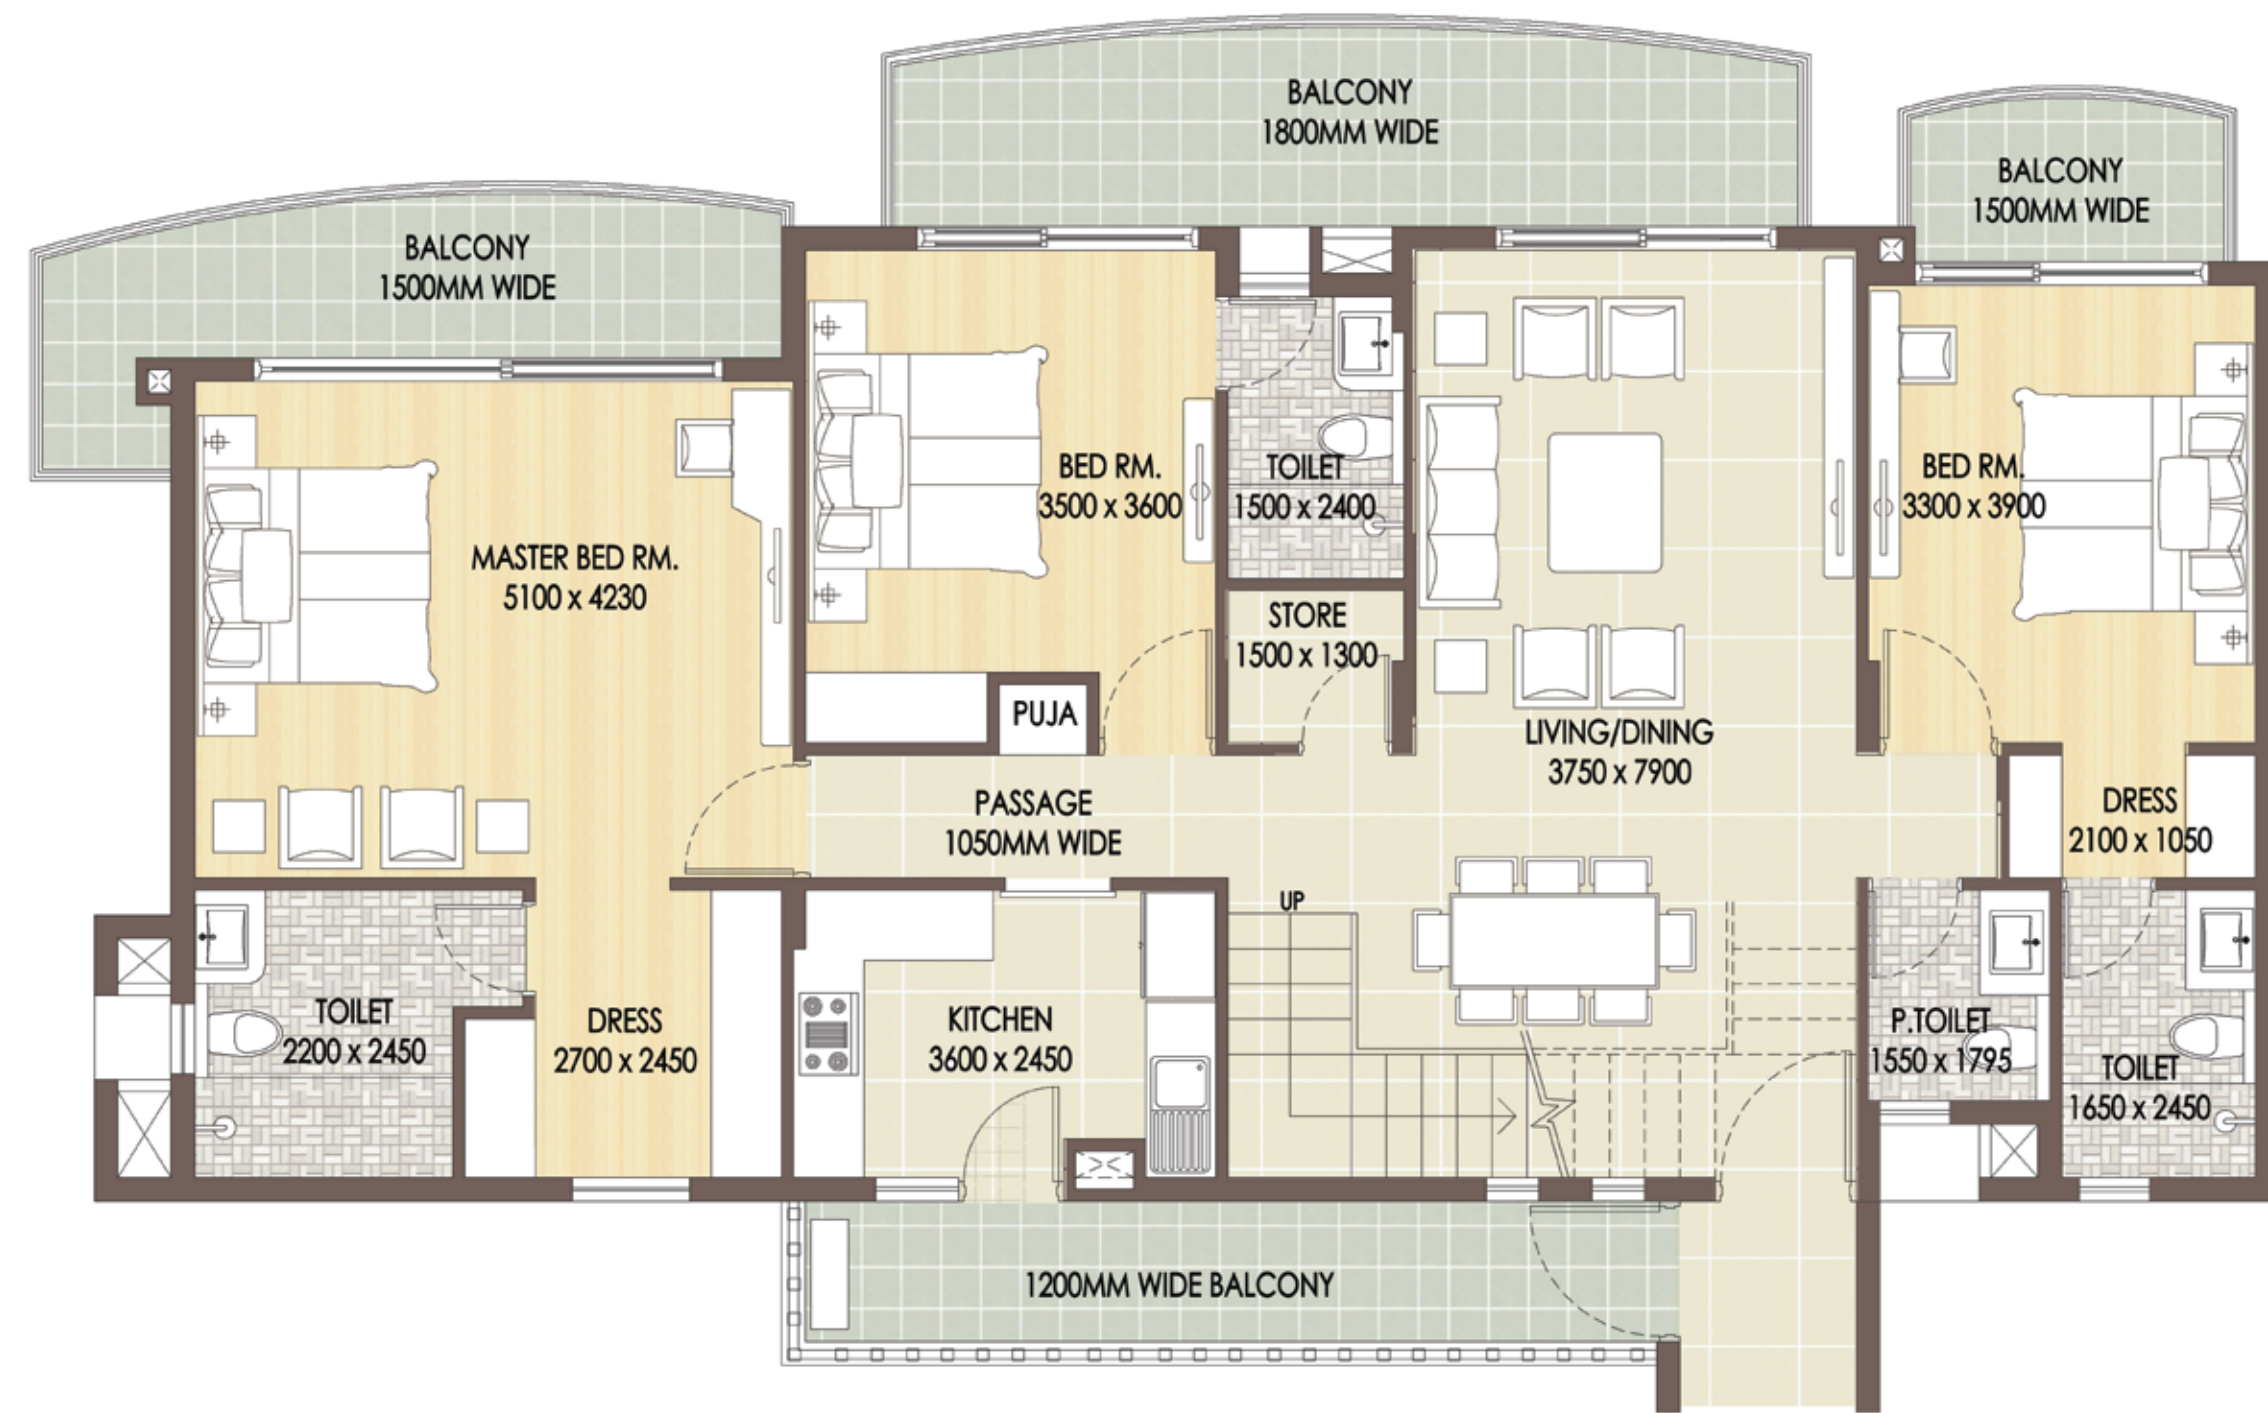 BALCONY
1800MM WIDE
BALCONY
1500MM WIDE
BALCONY
1500MM WIDE
BED RM.
3500 x 3600
TOILET
1500 x 2400
BED RM.
3300 x 3900
MASTER BED RM.
5100 x 4230
STORE
1500 x 1300
PUJA
LIVING/DINING
3750 x 7900
PASSAGE
1050MM WIDE
DRESS
2100 x 1050
UP
TOILET
2200 x 2450
DRESS
2700 x 2450
KITCHEN
3600 x 2450
P.TOILET
1550 x 1795
TOILET
1650 x 2450
1200MM WIDE BALCONY